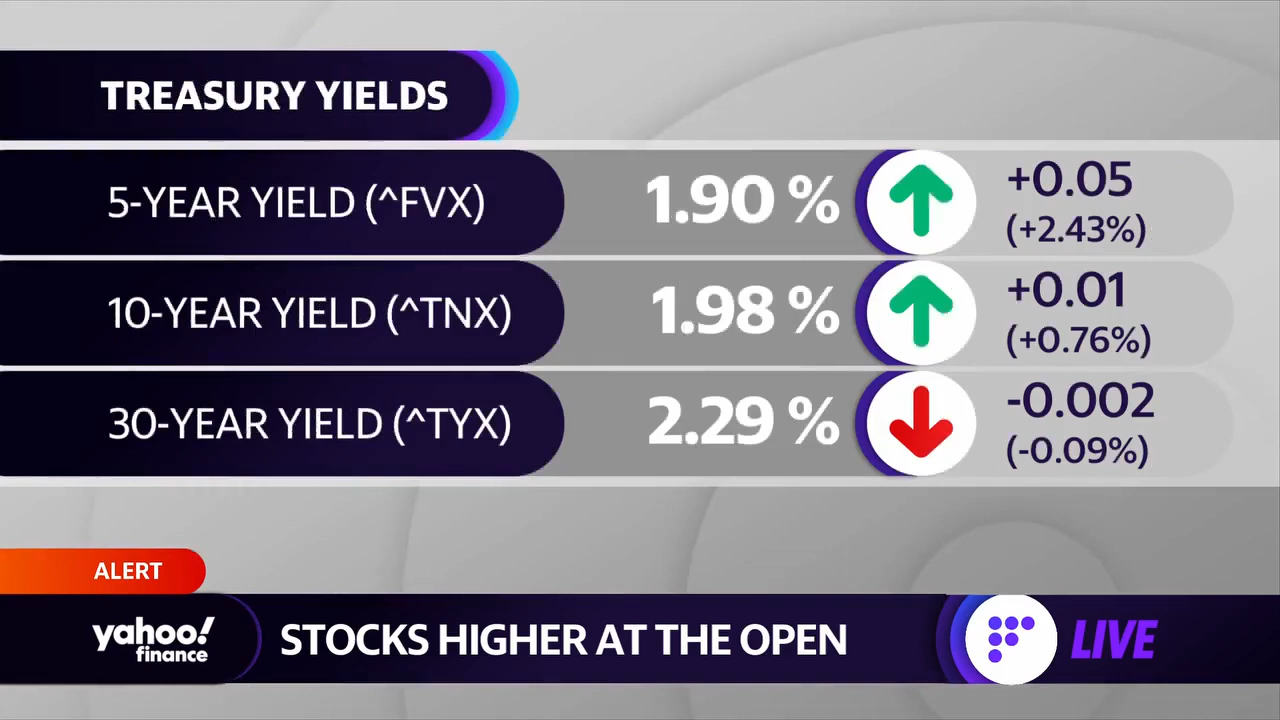 TREASURY YIELDS
5-YEAR YIELD (^FVX) 1.90 % +0.05
(+2.43%)
10-YEAR YIELD (^TNX) 1.98 % +0.01
(+0.76%)
30-YEAR YIELD (^TYX) 2.29 % -0.002
(-0.09%)
ALERT
yahoo!
finance
STOCKS HIGHER AT THE OPEN
LIVE